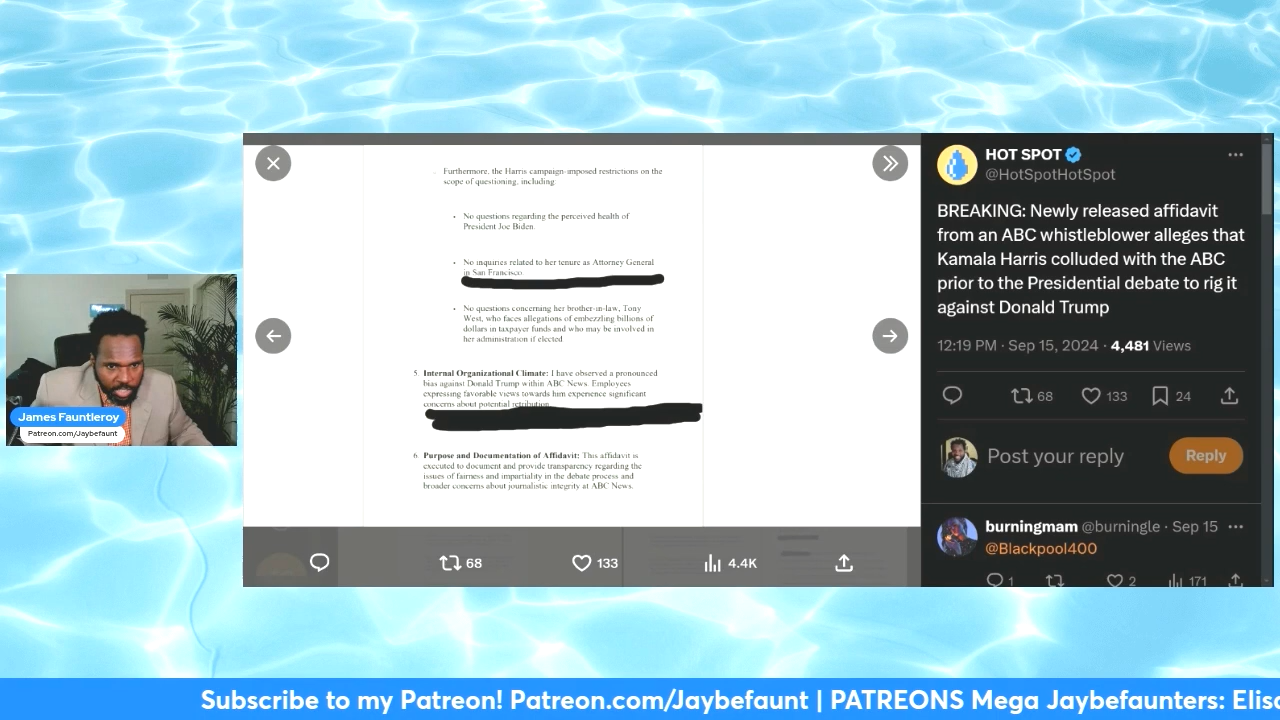 Furthermore, the Harris campaign-imposed restrictions on the
scope of questioning, including:
• No questions regarding the perceived health of
President Joe Biden.
• No inquiries related to her tenure as Attorney General
in San Francisco
• No questions concerning her brother-in-law, Tony
West, who faces allegations of embezzling billions of
dollars in taxpayer funds and who may be involved in
her administration if elected
5. Internal Organizational Climate: I have observed a pronounced
bias against Donald Trump within ABC News. Employees
expressing favorable views towards him experience significant
concerns about potential retribution
6. Purpose and Documentation of Affidavit: This affidavit is
executed to document and provide transparency regarding the
issues of fairness and impartiality in the debate process and
broader concerns about journalistic integrity at ABC News.
68
133
4.4K
HOT SPOT
@HotSpotHotSpot
BREAKING: Newly released affidavit
from an ABC whistleblower alleges that
Kamala Harris colluded with the ABC
prior to the Presidential debate to rig it
against Donald Trump
12:19 PM · Sep 15, 2024 · 4,481 Views
68 133 24
Post your reply Reply
burningmam @burningle · Sep 15
@Blackpool400
1 2 171
James Fauntleroy
Patreon.com/Jaybefaunt
Subscribe to my Patreon! Patreon.com/Jaybefaunt | PATREONS Mega Jaybefaunters: